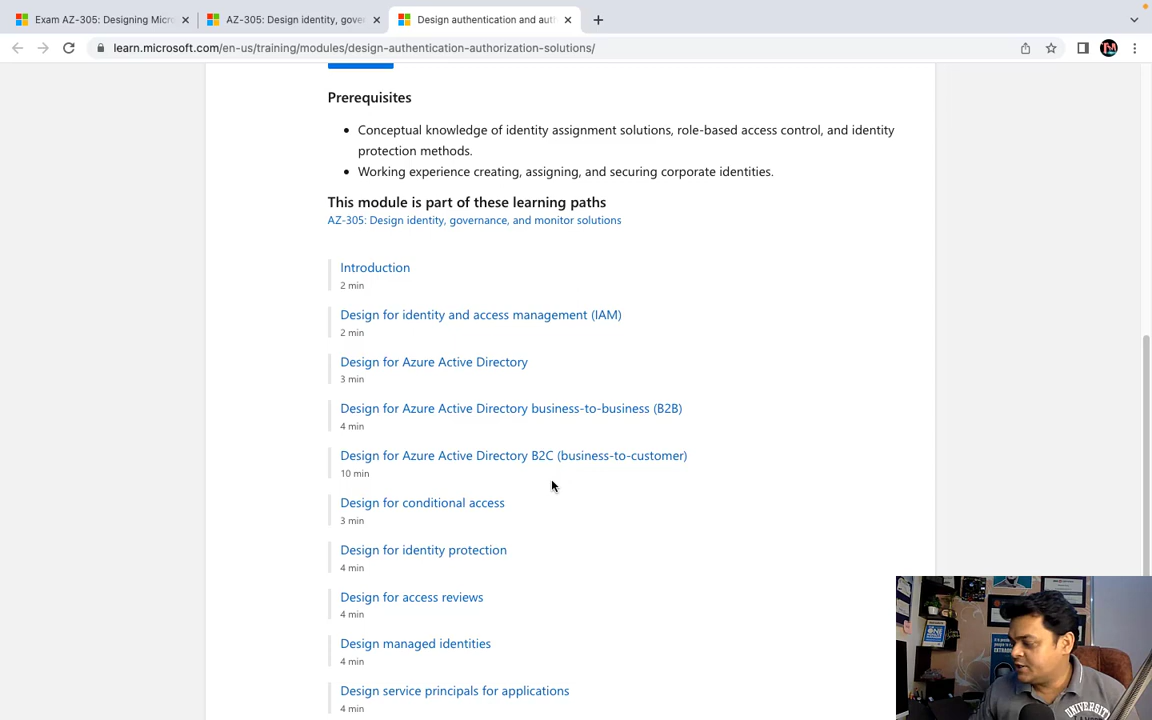 Exam AZ-305: Designing Micro
AZ-305: Design identity, gover
Design authentication and auth
learn.microsoft.com/en-us/training/modules/design-authentication-authorization-solutions/
Prerequisites
Conceptual knowledge of identity assignment solutions, role-based access control, and identity
protection methods.
Working experience creating, assigning, and securing corporate identities.
This module is part of these learning paths
AZ-305: Design identity, governance, and monitor solutions
Introduction
2 min
Design for identity and access management (IAM)
2 min
Design for Azure Active Directory
3 min
Design for Azure Active Directory business-to-business (B2B)
4 min
Design for Azure Active Directory B2C (business-to-customer)
10 min
Design for conditional access
3 min
Design for identity protection
4 min
Design for access reviews
4 min
Design managed identities
4 min
Design service principals for applications
4 min
UNIVERSITY